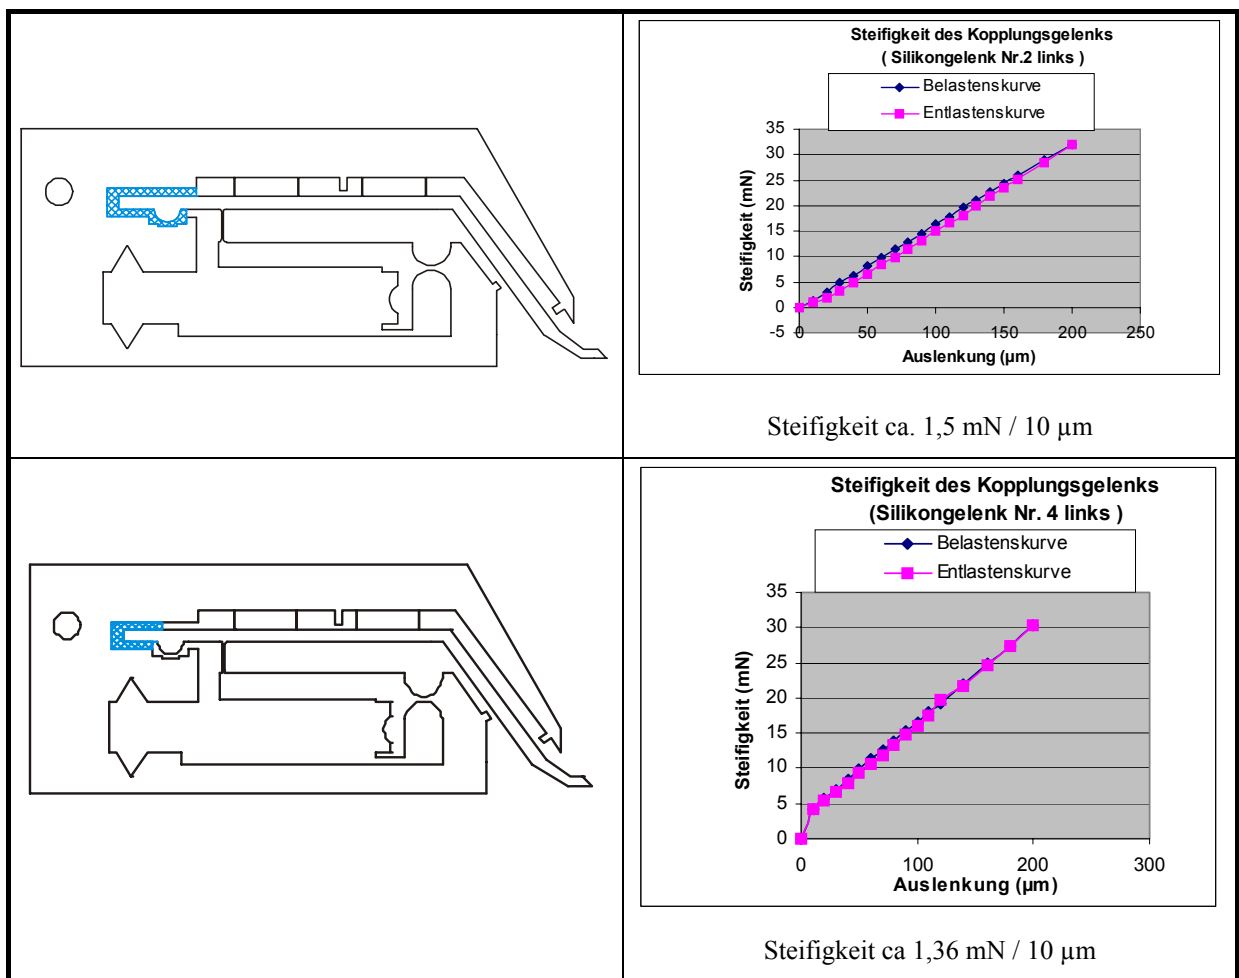 Steifigkeit des Kopplungsgelenks
( Silikongelenk Nr.2 links )
Belastenskurve
Entlastenskurve
Steifigkeit (mN)
35
30
25
20
15
10
5
0
-5
0
50
100
150
200
250
Auslenkung (µm)
Steifigkeit ca. 1,5 mN / 10 µm
Steifigkeit des Kopplungsgelenks
(Silikongelenk Nr. 4 links )
Belastenskurve
Entlastenskurve
Steifigkeit (mN)
35
30
25
20
15
10
5
0
0
100
200
300
Auslenkung (µm)
Steifigkeit ca 1,36 mN / 10 µm